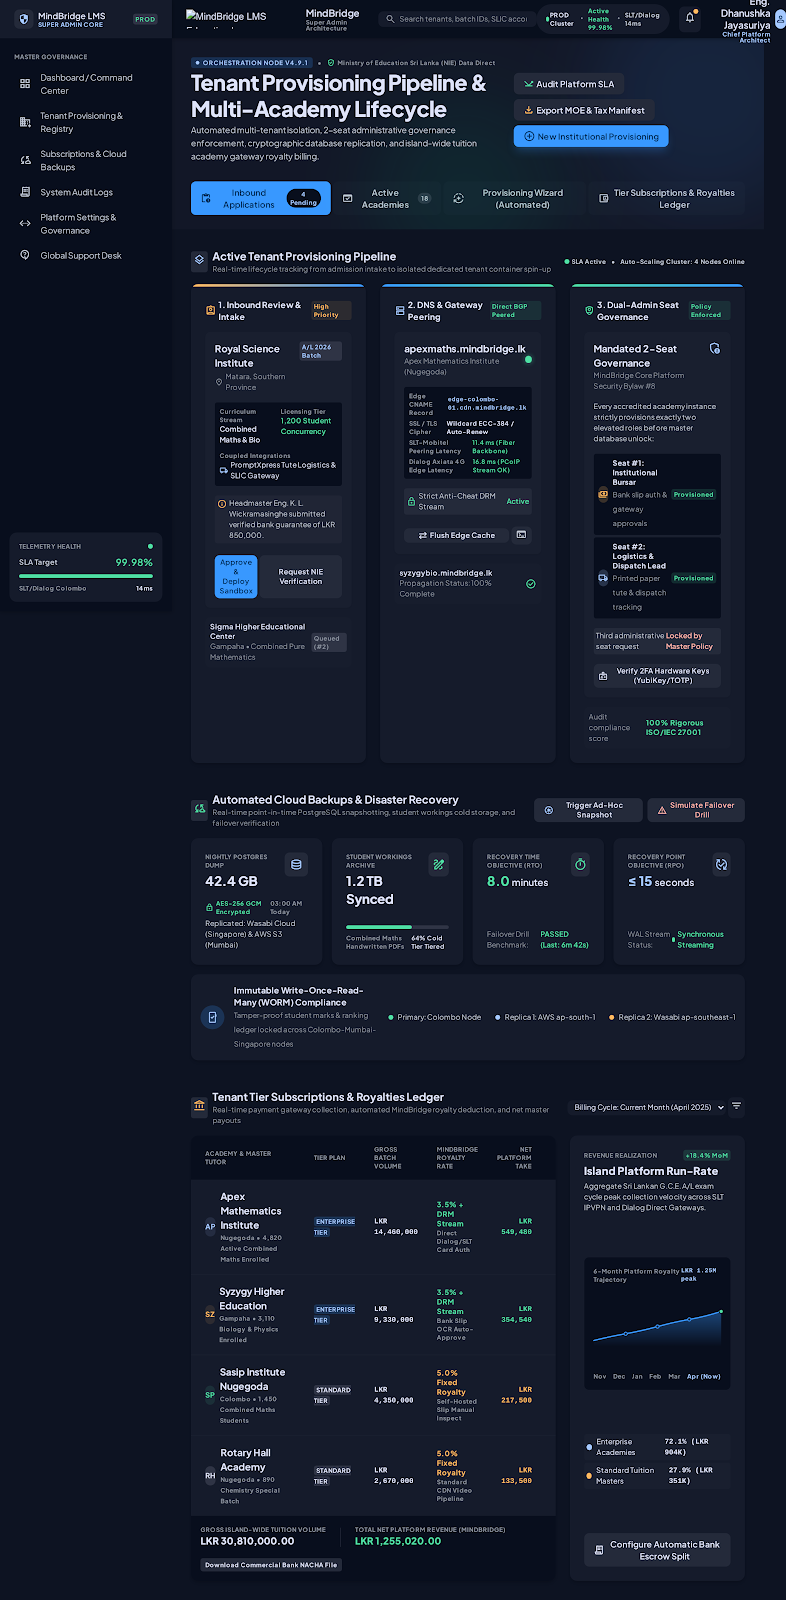 MindBridge LMS
SUPER ADMIN CORE
PROD
MASTER GOVERNANCE
Dashboard / Command
Center
Tenant Provisioning &
Registry
Subscriptions & Cloud
Backups
System Audit Logs
Platform Settings &
Governance
Global Support Desk
TELEMETRY HEALTH
SLA Target
99.98%
SLT/Dialog Colombo
14ms
MindBridge LMS
MindBridge
Super Admin
Architecture
Search tenants, batch IDs, SLIC accou
PROD
Cluster
•
Active
Health
99.98%
•
SLT/Dialog
14ms
Eng.
Dhanushka
Jayasuriya
Chief Platform
Architect
ORCHESTRATION NODE V4.9.1
•
Ministry of Education Sri Lanka (NIE) Data Direct
Tenant Provisioning Pipeline &
Multi-Academy Lifecycle
Automated multi-tenant isolation, 2-seat administrative governance
enforcement, cryptographic database replication, and island-wide tuition
academy gateway royalty billing.
Audit Platform SLA
Export MOE & Tax Manifest
New Institutional Provisioning
Inbound
Applications
4
Pending
Active
Academies
18
Provisioning Wizard
(Automated)
Tier Subscriptions & Royalties
Ledger
Active Tenant Provisioning Pipeline
Real-time lifecycle tracking from admission intake to isolated dedicated tenant container spin-up
SLA Active • Auto-Scaling Cluster: 4 Nodes Online
1. Inbound Review &
Intake
High
Priority
Royal Science
Institute
A/L 2026
Batch
Matara, Southern
Province
Curriculum
Stream
Combined
Maths & Bio
Licensing Tier
1,200 Student
Concurrency
Coupled Integrations
PromptXpress Tute Logistics &
SLIC Gateway
Headmaster Eng. K. L.
Wickramasinghe submitted
verified bank guarantee of LKR
850,000.
Approve
&
Deploy
Sandbox
Request NIE
Verification
Sigma Higher Educational
Center
Gampaha • Combined Pure
Mathematics
Queued
(#2)
2. DNS & Gateway
Peering
Direct BGP
Peered
apexmaths.mindbridge.lk
Apex Mathematics Institute
(Nugegoda)
Edge
CNAME
Record
edge-colombo-
01.cdn.mindbridge.lk
SSL / TLS
Cipher
Wildcard ECC-384 /
Auto-Renew
SLT-Mobitel
Peering Latency
11.4 ms (Fiber
Backbone)
Dialog Axiata 4G
Edge Latency
16.8 ms (PCoIP
Stream OK)
Strict Anti-Cheat DRM
Stream
Active
Flush Edge Cache
syzygybio.mindbridge.lk
Propagation Status: 100%
Complete
3. Dual-Admin Seat
Governance
Policy
Enforced
Mandated 2-Seat
Governance
MindBridge Core Platform
Security Bylaw #8
Every accredited academy instance
strictly provisions exactly two
elevated roles before master
database unlock:
Seat #1:
Institutional
Bursar
Bank slip auth &
gateway
approvals
Provisioned
Seat #2:
Logistics &
Dispatch Lead
Printed paper
tute & dispatch
tracking
Provisioned
Third administrative
seat request
Locked by
Master Policy
Verify 2FA Hardware Keys
(YubiKey/TOTP)
Audit
compliance
score
100% Rigorous
ISO/IEC 27001
Automated Cloud Backups & Disaster Recovery
Real-time point-in-time PostgreSQL snapshotting, student workings cold storage, and
failover verification
Trigger Ad-Hoc
Snapshot
Simulate Failover
Drill
NIGHTLY POSTGRES
DUMP
42.4 GB
AES-256 GCM
Encrypted
03:00 AM
Today
Replicated: Wasabi Cloud
(Singapore) & AWS S3
(Mumbai)
STUDENT WORKINGS
ARCHIVE
1.2 TB
Synced
Combined Maths
Handwritten PDFs
64% Cold
Tier Tiered
RECOVERY TIME
OBJECTIVE (RTO)
8.0 minutes
Failover Drill
Benchmark:
PASSED
(Last: 6m 42s)
RECOVERY POINT
OBJECTIVE (RPO)
≤ 15 seconds
WAL Stream
Status:
Synchronous
Streaming
Immutable Write-Once-Read-
Many (WORM) Compliance
Tamper-proof student marks & ranking
ledger locked across Colombo-Mumbai-
Singapore nodes
Primary: Colombo Node
Replica 1: AWS ap-south-1
Replica 2: Wasabi ap-southeast-1
Tenant Tier Subscriptions & Royalties Ledger
Real-time payment gateway collection, automated MindBridge royalty deduction, and net master
payouts
Billing Cycle: Current Month (April 2025)
ACADEMY & MASTER
TUTOR
TIER PLAN
GROSS
BATCH
VOLUME
MINDBRIDGE
ROYALTY
RATE
NET
PLATFORM
TAKE
AP
Apex
Mathematics
Institute
Nugegoda • 4,820
Active Combined
Maths Enrolled
ENTERPRISE
TIER
LKR
14,460,000
3.5% +
DRM
Stream
Direct
Dialog/SLT
Card Auth
LKR
549,480
SZ
Syzygy Higher
Education
Gampaha • 3,110
Biology & Physics
Enrolled
ENTERPRISE
TIER
LKR
9,330,000
3.5% +
DRM
Stream
Bank Slip
OCR Auto-
Approve
LKR
354,540
SP
Sasip Institute
Nugegoda
Colombo • 1,450
Combined Maths
Students
STANDARD
TIER
LKR
4,350,000
5.0%
Fixed
Royalty
Self-Hosted
Slip Manual
Inspect
LKR
217,500
RH
Rotary Hall
Academy
Nugegoda • 890
Chemistry Special
Batch
STANDARD
TIER
LKR
2,670,000
5.0%
Fixed
Royalty
Standard
CDN Video
Pipeline
LKR
133,500
GROSS ISLAND-WIDE TUITION VOLUME
LKR 30,810,000.00
TOTAL NET PLATFORM REVENUE (MINDBRIDGE)
LKR 1,255,020.00
Download Commercial Bank NACHA File
REVENUE REALIZATION
+18.4% MoM
Island Platform Run-Rate
Aggregate Sri Lankan G.C.E. A/L exam
cycle peak collection velocity across SLT
IPVPN and Dialog Direct Gateways.
6-Month Platform Royalty
Trajectory
LKR 1.25M
peak
Nov Dec Jan Feb Mar Apr (Now)
Enterprise
Academies
72.1% (LKR
904K)
Standard Tuition
Masters
27.9% (LKR
351K)
Configure Automatic Bank
Escrow Split